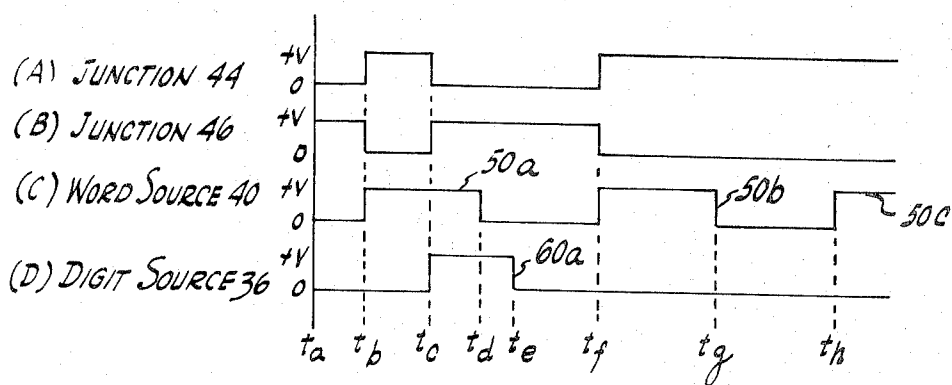 +V
(A) JUNCTION 44
0
+V
(B) JUNCTION 46
0
50a
+V
(C) WORD SOURCE 40
50b
50c
0
+V
60a
(D) DIGIT SOURCE 36
0
ta tb tc td te tf tg th